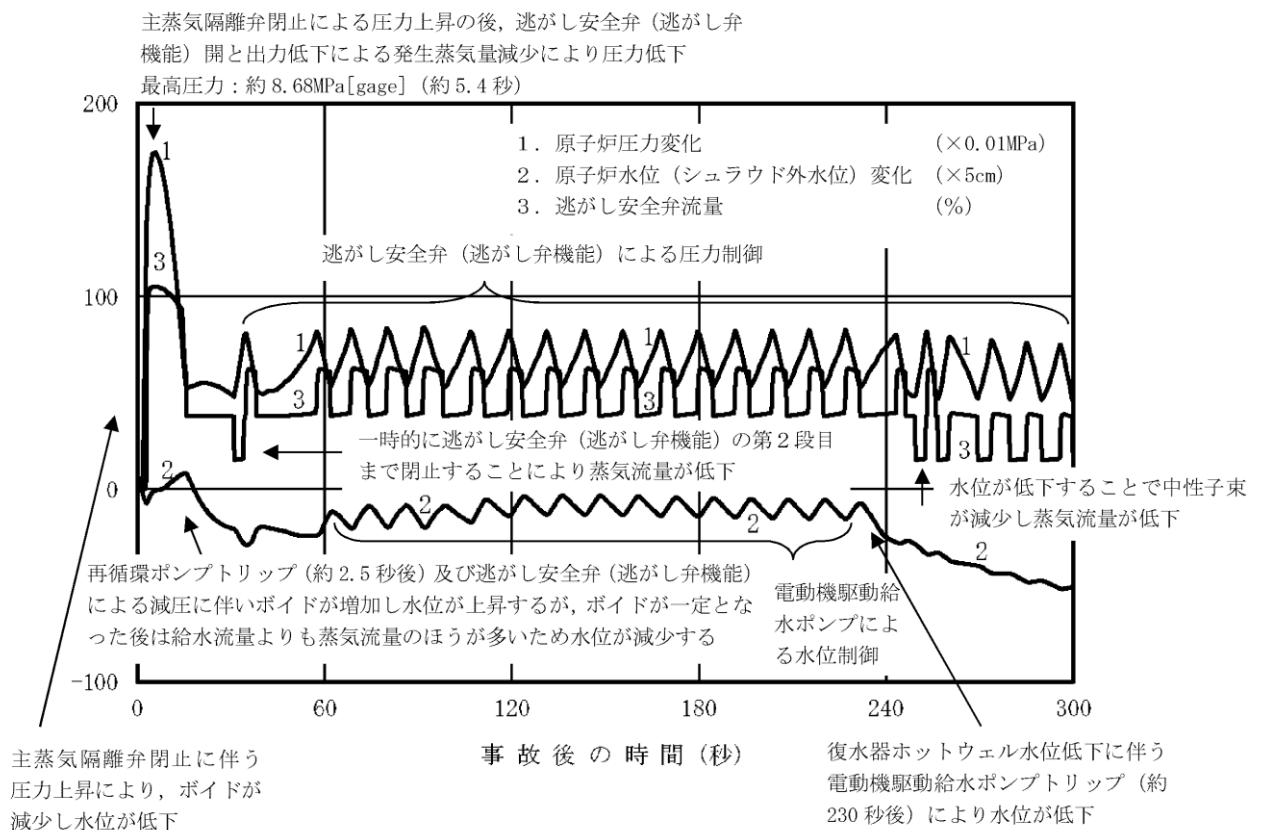 主蒸気隔離弁閉止による圧力上昇の後，逃がし安全弁（逃がし弁
機能）開と出力低下による発生蒸気量減少により圧力低下
最高圧力：約 8.68MPa[gage]（約 5.4 秒）
200
100
0
-100
1
3
2
1．原子炉圧力変化 (×0.01MPa)
2．原子炉水位（シュラウド外水位）変化 (×5cm)
3．逃がし安全弁流量 (%)
逃がし安全弁（逃がし弁機能）による圧力制御
1
1
1
3
3
3
一時的に逃がし安全弁（逃がし弁機能）の第２段目
まで閉止することにより蒸気流量が低下
水位が低下することで中性子束
が減少し蒸気流量が低下
2
2
2
再循環ポンプトリップ（約 2.5 秒後）及び逃がし安全弁（逃がし弁機能）
による減圧に伴いボイドが増加し水位が上昇するが，ボイドが一定とな
った後は給水流量よりも蒸気流量のほうが多いため水位が減少する
電動機駆動給
水ポンプによ
る水位制御
0 60 120 180 240 300
事故後の時間（秒）
主蒸気隔離弁閉止に伴う
圧力上昇により，ボイドが
減少し水位が低下
復水器ホットウェル水位低下に伴う
電動機駆動給水ポンプトリップ（約
230 秒後）により水位が低下